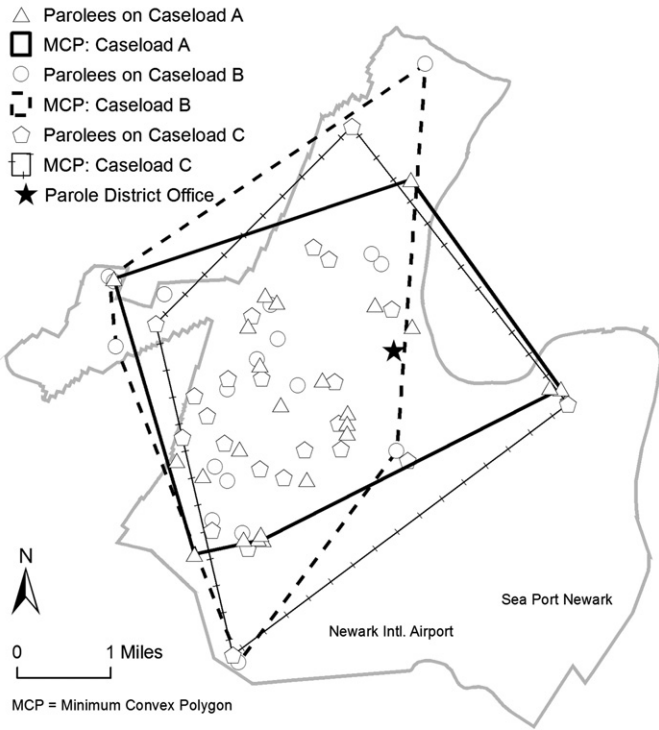 Parolees on Caseload A
MCP: Caseload A
Parolees on Caseload B
MCP: Caseload B
Parolees on Caseload C
MCP: Caseload C
Parole District Office
N
0 1 Miles
MCP = Minimum Convex Polygon
Newark Intl. Airport
Sea Port Newark